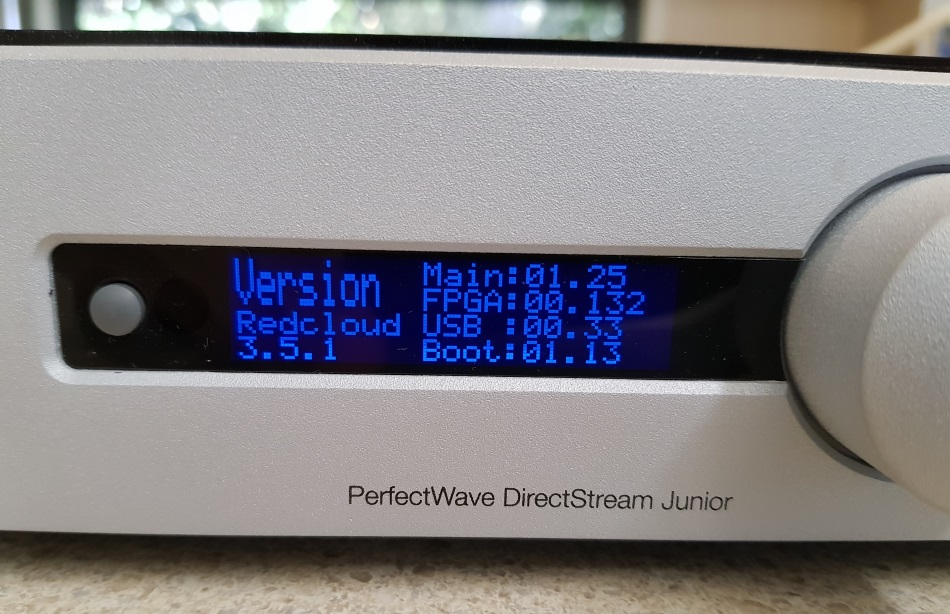 Version
Redcloud
3.5.1
Main:01.25
FPGA:00.132
USB :00.33
Boot:01.13
PerfectWave DirectStream Junior